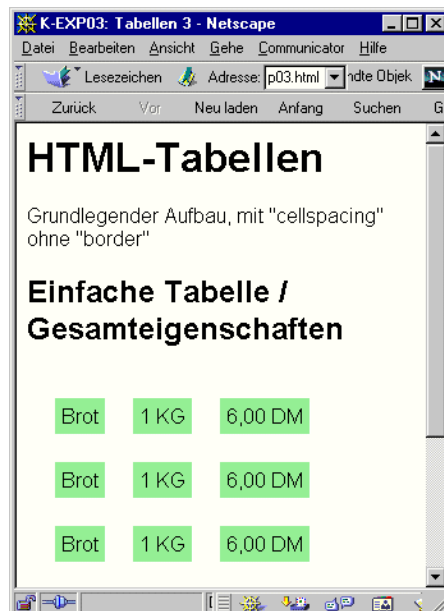 K-EXP03: Tabellen 3 - Netscape
Datei Bearbeiten Ansicht Gehe Communicator Hilfe
Lesezeichen Adresse: p03.html ndte Objek N
Zurück Vor Neu laden Anfang Suchen G
HTML-Tabellen
Grundlegender Aufbau, mit "cellspacing"
ohne "border"
Einfache Tabelle /
Gesamteigenschaften
Brot 1 KG 6,00 DM
Brot 1 KG 6,00 DM
Brot 1 KG 6,00 DM